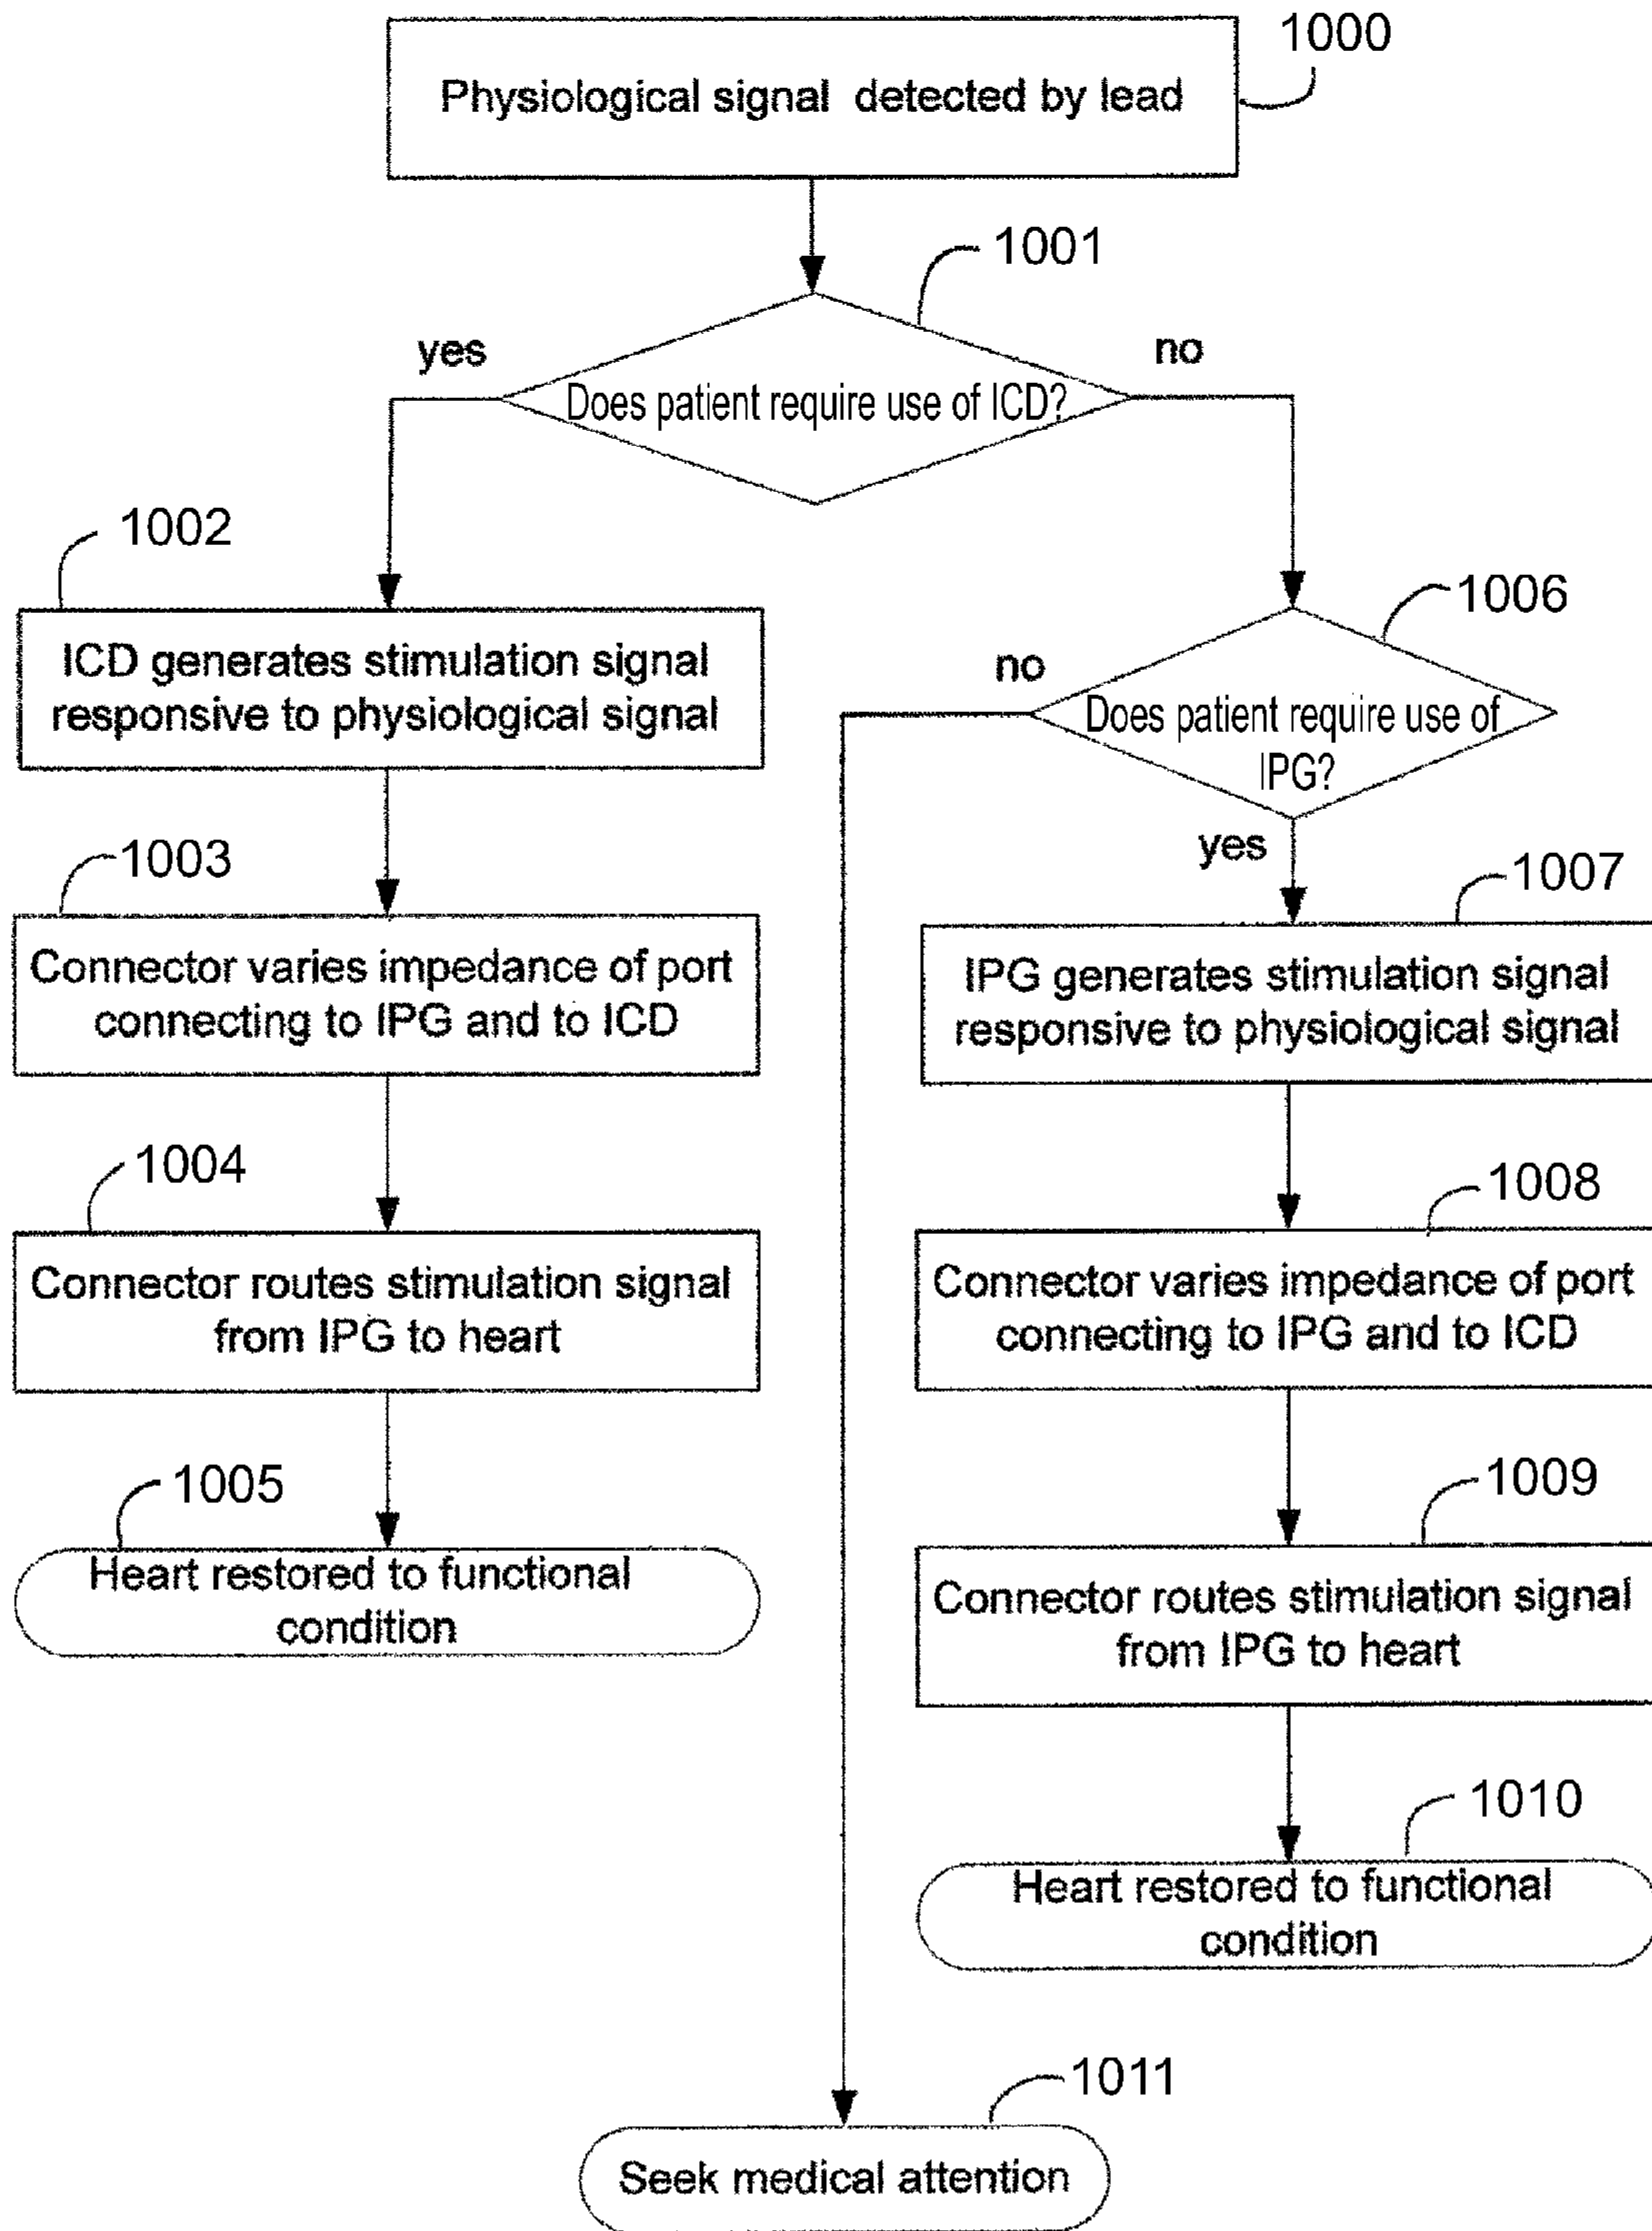 1000
Physiological signal detected by lead
1001
yes
no
Does patient require use of ICD?
1002
ICD generates stimulation signal
responsive to physiological signal
1006
no
Does patient require use of
IPG?
yes
1003
Connector varies impedance of port
connecting to IPG and to ICD
1007
IPG generates stimulation signal
responsive to physiological signal
1004
Connector routes stimulation signal
from IPG to heart
1008
Connector varies impedance of port
connecting to IPG and to ICD
1005
Heart restored to functional
condition
1009
Connector routes stimulation signal
from IPG to heart
1010
Heart restored to functional
condition
1011
Seek medical attention